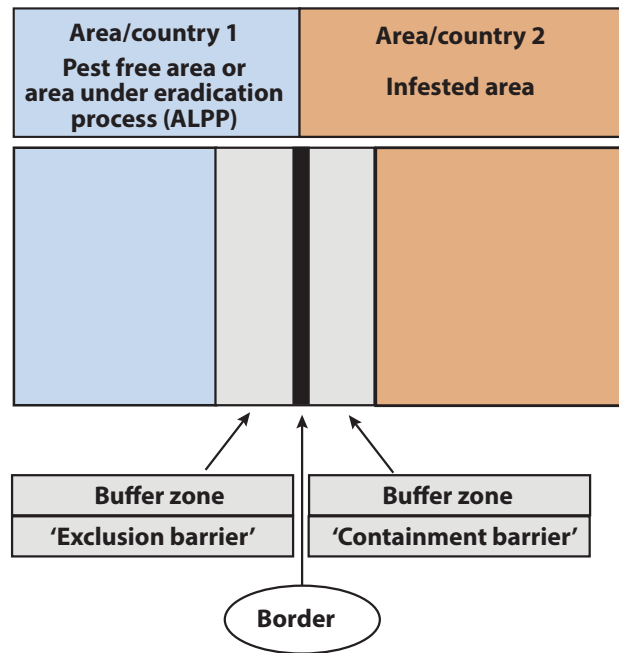 Area/country 1
Pest free area or
area under eradication
process (ALPP)
Area/country 2
Infested area
Buffer zone
‘Exclusion barrier’
Buffer zone
‘Containment barrier’
Border